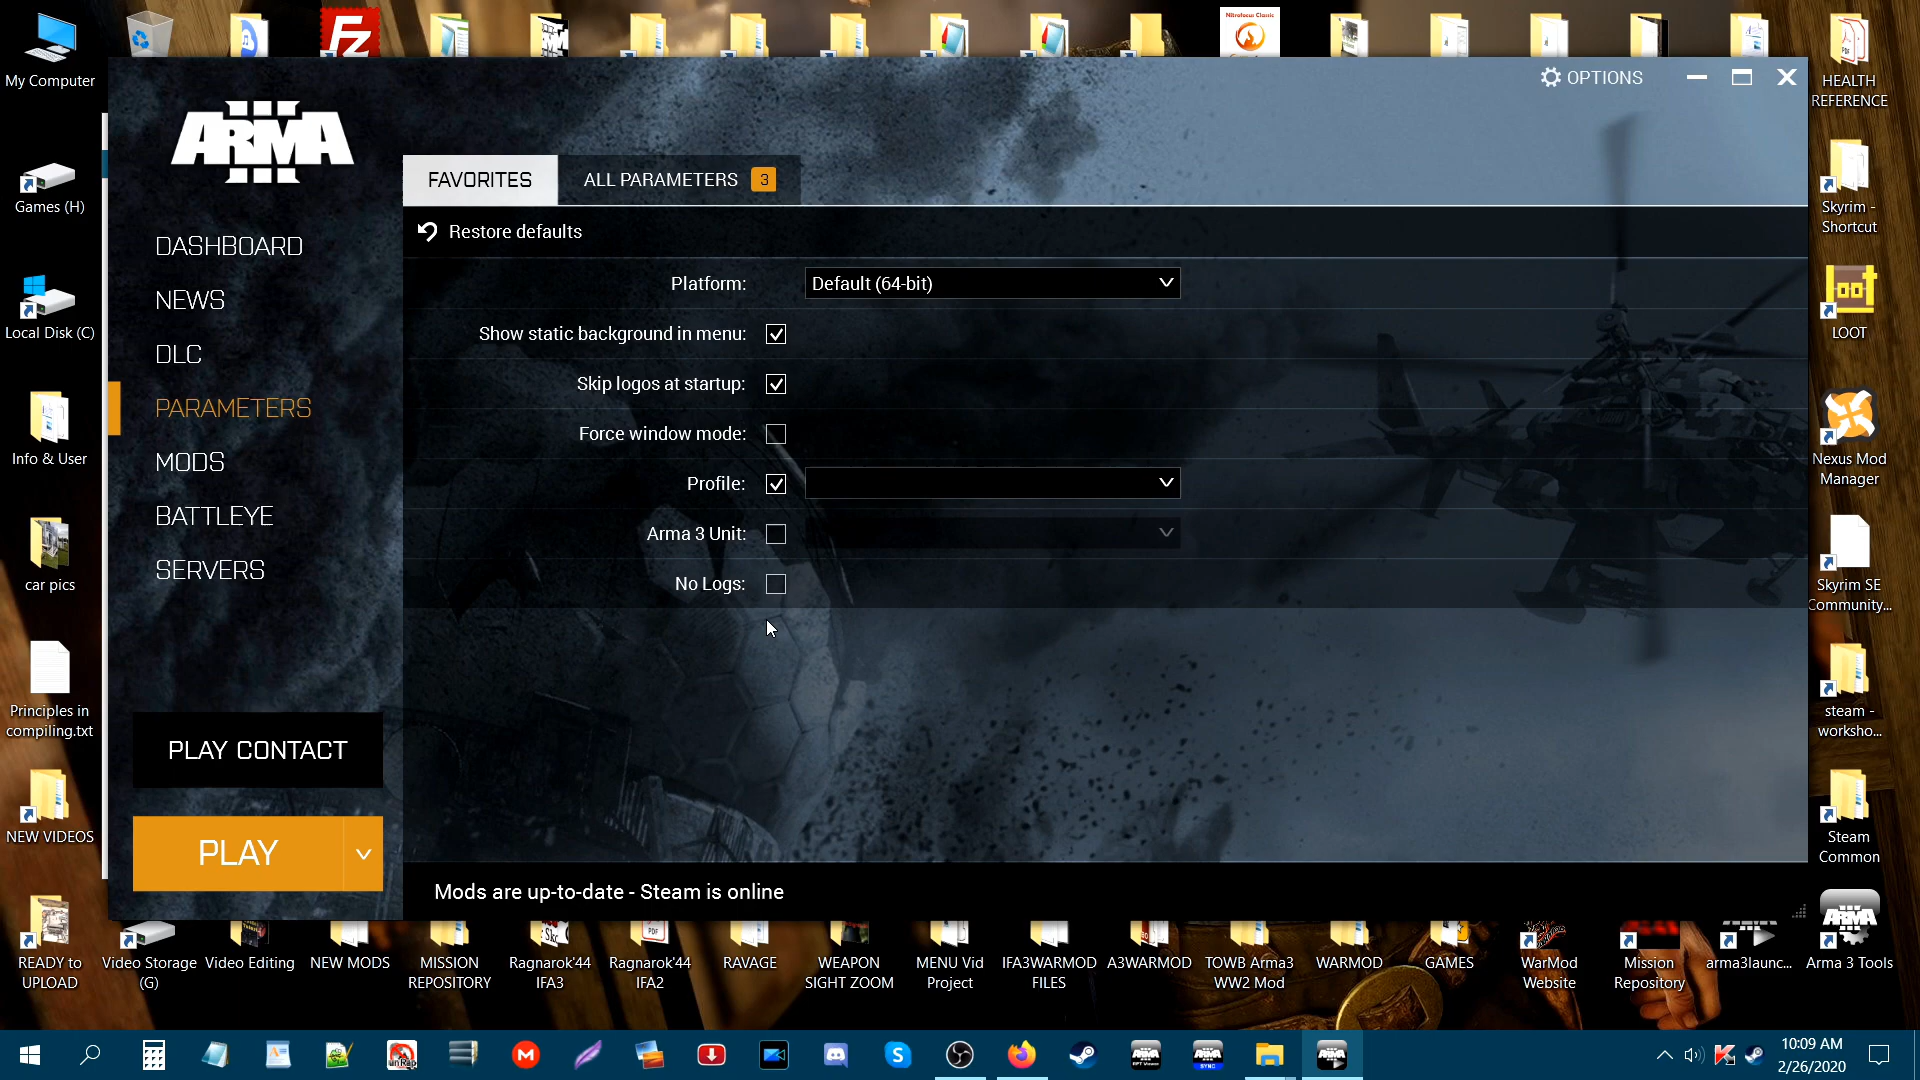 My Computer
Games (H)
Local Disk (C)
Info & User
car pics
Principles in
compiling.txt
NEW VIDEOS
READY to
UPLOAD
FZ
Nitrofocus Classic
OPTIONS
ARMA
III
DASHBOARD
NEWS
DLC
PARAMETERS
MODS
BATTLEYE
SERVERS
PLAY CONTACT
PLAY
FAVORITES
ALL PARAMETERS 3
Restore defaults
Platform: Default (64-bit)
Show static background in menu:
Skip logos at startup:
Force window mode:
Profile:
Arma 3 Unit:
No Logs:
Mods are up-to-date - Steam is online
HEALTH
REFERENCE
Skyrim -
Shortcut
LOOT
Nexus Mod
Manager
Skyrim SE
Community...
steam -
worksho...
Steam
Common
Arma 3 Tools
Video Storage
(G)
Video Editing
NEW MODS
MISSION
REPOSITORY
Ragnarok'44
IFA3
Ragnarok'44
IFA2
RAVAGE
WEAPON
SIGHT ZOOM
MENU Vid
Project
IFA3WARMOD
FILES
A3WARMOD
TOWB Arma3
WW2 Mod
WARMOD
GAMES
WarMod
Website
Mission
Repository
arma3launc...
10:09 AM
2/26/2020